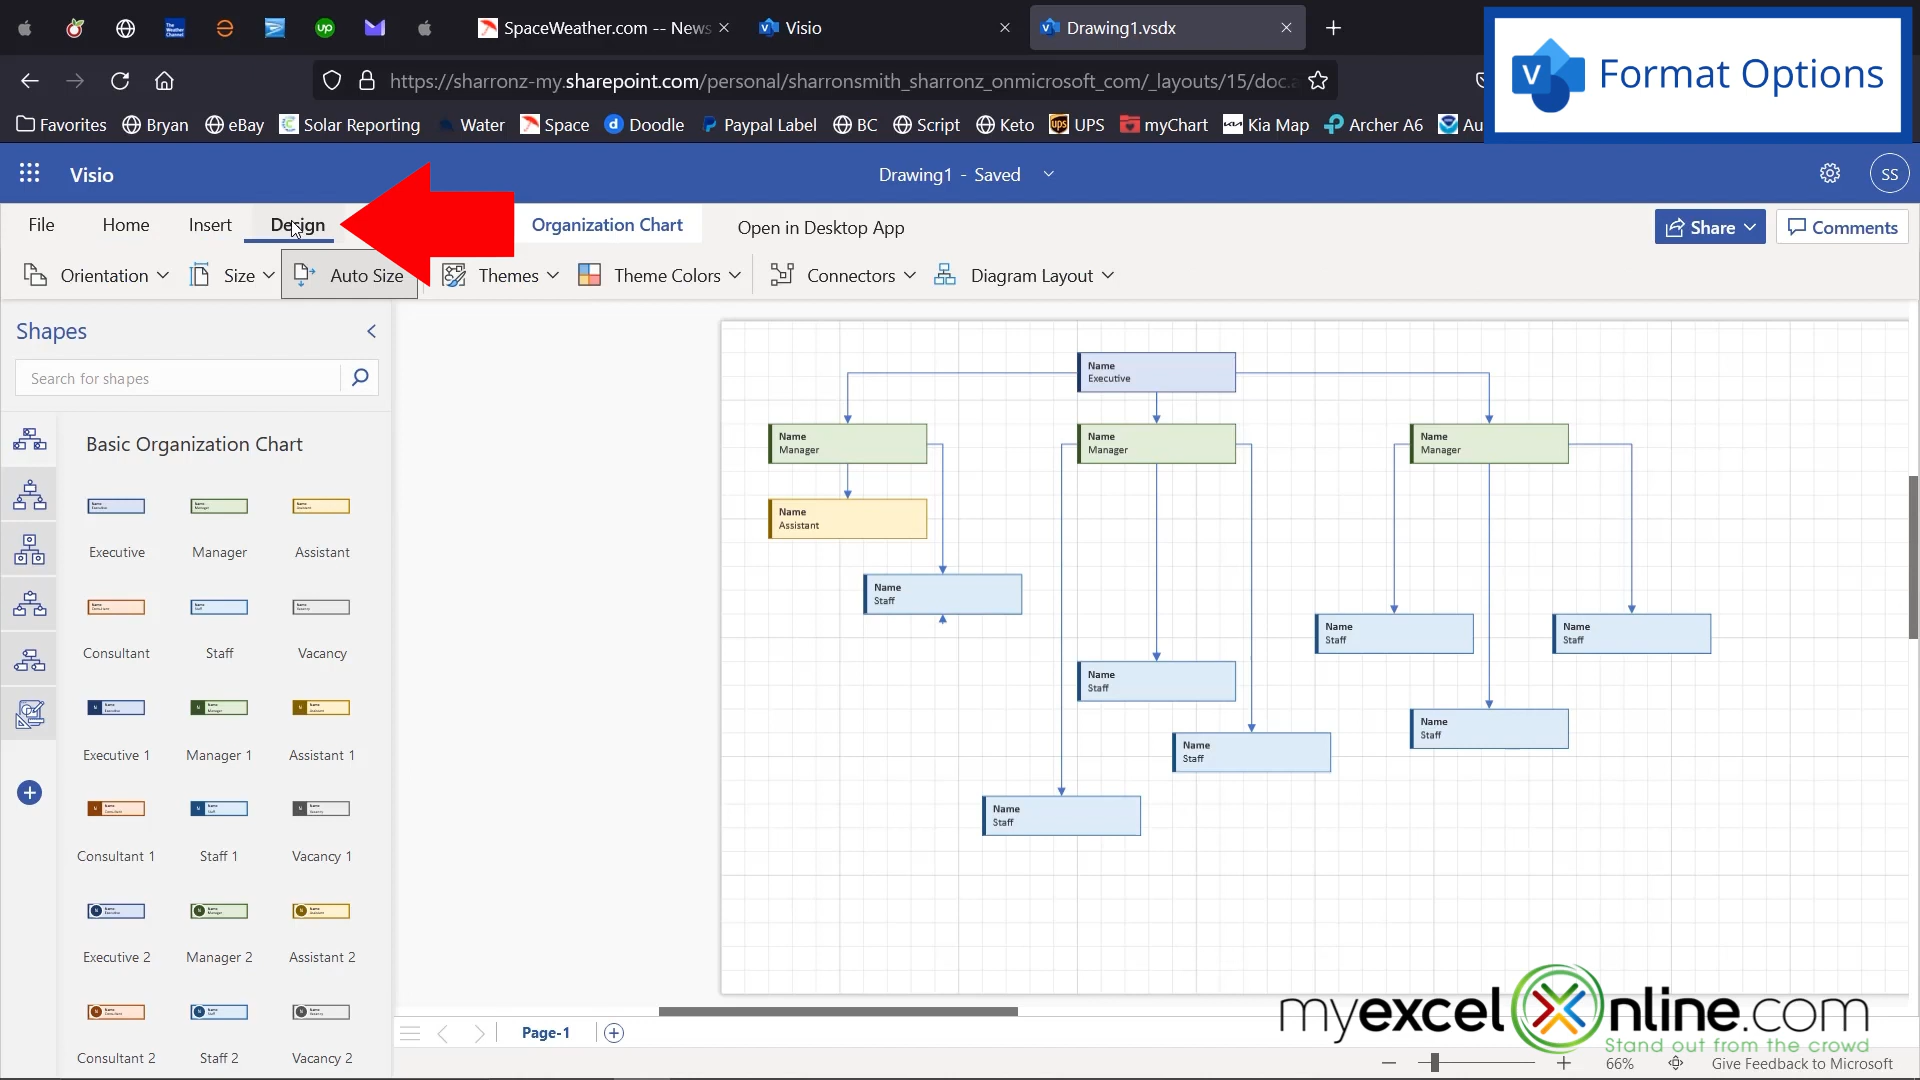 SpaceWeather.com -- News
Visio
Drawing1.vsdx
Format Options
https://sharronz-my.sharepoint.com/personal/sharronsmith_sharronz_onmicrosoft_com/_layouts/15/doc.a
Favorites Bryan eBay Solar Reporting Water Space Doodle Paypal Label BC Script Keto UPS myChart Kia Map Archer A6 Au
Visio
Drawing1 - Saved
SS
File Home Insert Design Organization Chart Open in Desktop App Share Comments
Orientation Size Auto Size Themes Theme Colors Connectors Diagram Layout
Shapes
Search for shapes
Basic Organization Chart
Executive Manager Assistant
Consultant Staff Vacancy
Executive 1 Manager 1 Assistant 1
Consultant 1 Staff 1 Vacancy 1
Executive 2 Manager 2 Assistant 2
Consultant 2 Staff 2 Vacancy 2
Name
Executive
Name
Manager
Name
Manager
Name
Manager
Name
Assistant
Name
Staff
Name
Staff
Name
Staff
Name
Staff
Name
Staff
Name
Staff
Name
Staff
Page-1
myexcelonline.com
Stand out from the crowd
66% Give Feedback to Microsoft